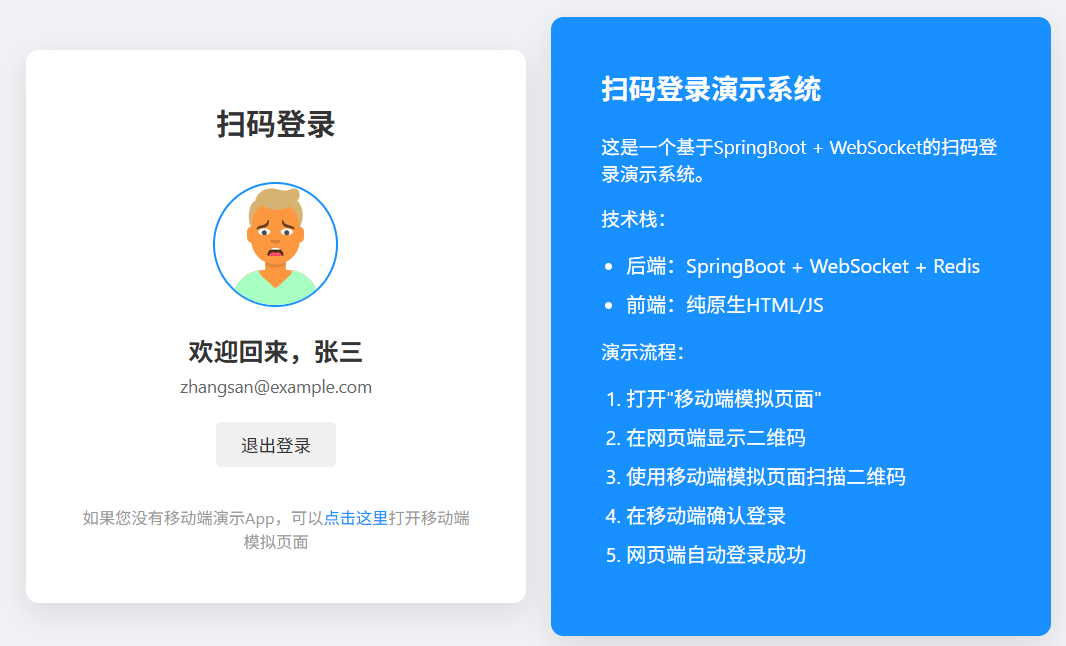 扫码登录
欢迎回来，张三
zhangsan@example.com
退出登录
如果您没有移动端演示App，可以点击这里打开移动端
模拟页面
扫码登录演示系统
这是一个基于SpringBoot + WebSocket的扫码登
录演示系统。
技术栈：
• 后端：SpringBoot + WebSocket + Redis
• 前端：纯原生HTML/JS
演示流程：
1. 打开"移动端模拟页面"
2. 在网页端显示二维码
3. 使用移动端模拟页面扫描二维码
4. 在移动端确认登录
5. 网页端自动登录成功